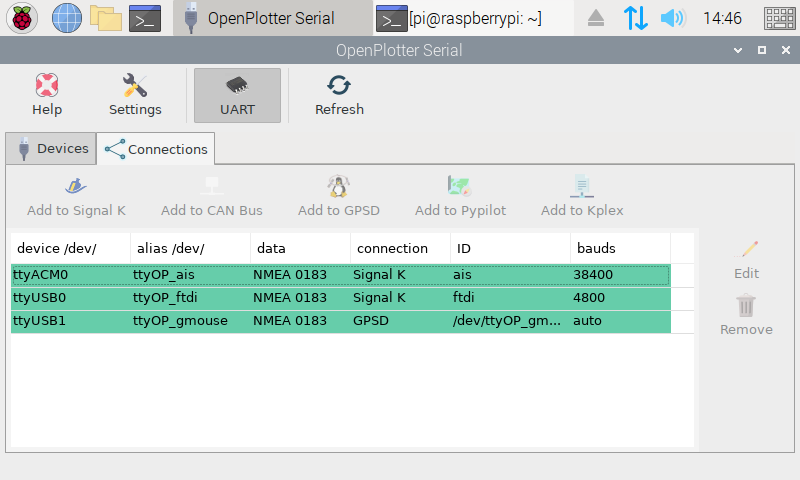 OpenPlotter Serial
[pi@raspberrypi: ~]
14:46
OpenPlotter Serial
Help
Settings
UART
Refresh
Devices
Connections
Add to Signal K
Add to CAN Bus
Add to GPSD
Add to Pypilot
Add to Kplex
device /dev/ alias /dev/ data connection ID bauds
ttyACM0 ttyOP_ais NMEA 0183 Signal K ais 38400
ttyUSB0 ttyOP_ftdi NMEA 0183 Signal K ftdi 4800
ttyUSB1 ttyOP_gmouse NMEA 0183 GPSD /dev/ttyOP_gm... auto
Edit
Remove